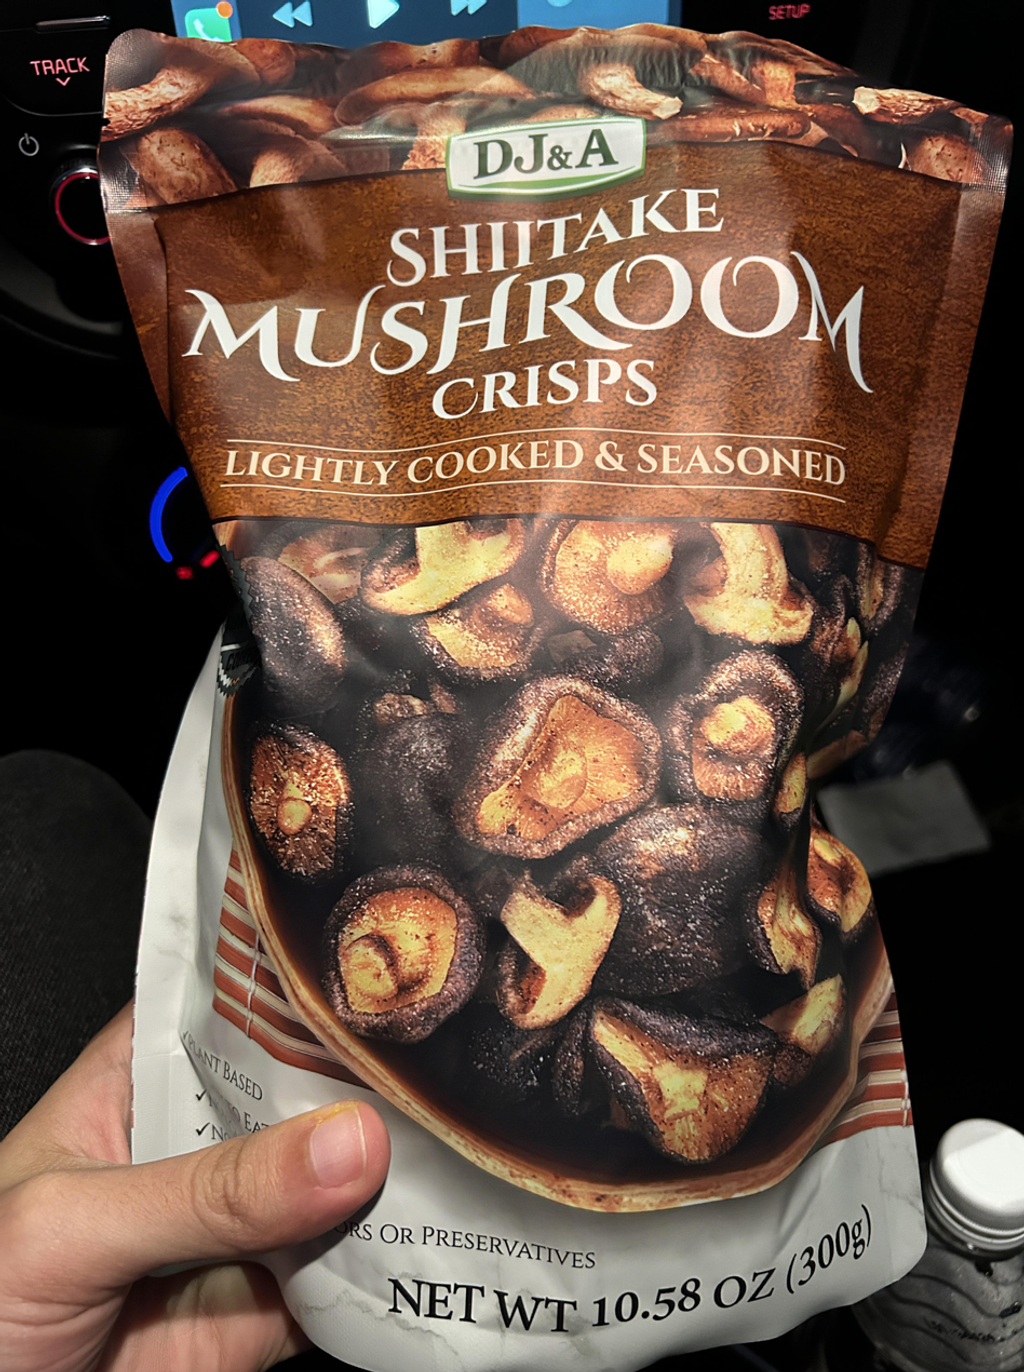 SETUP
TRACK
DJ&A
SHIITAKE
MUSHROOM
CRISPS
LIGHTLY COOKED & SEASONED
PLANT BASED
OR PRESERVATIVES
NET WT 10.58 OZ (300g)